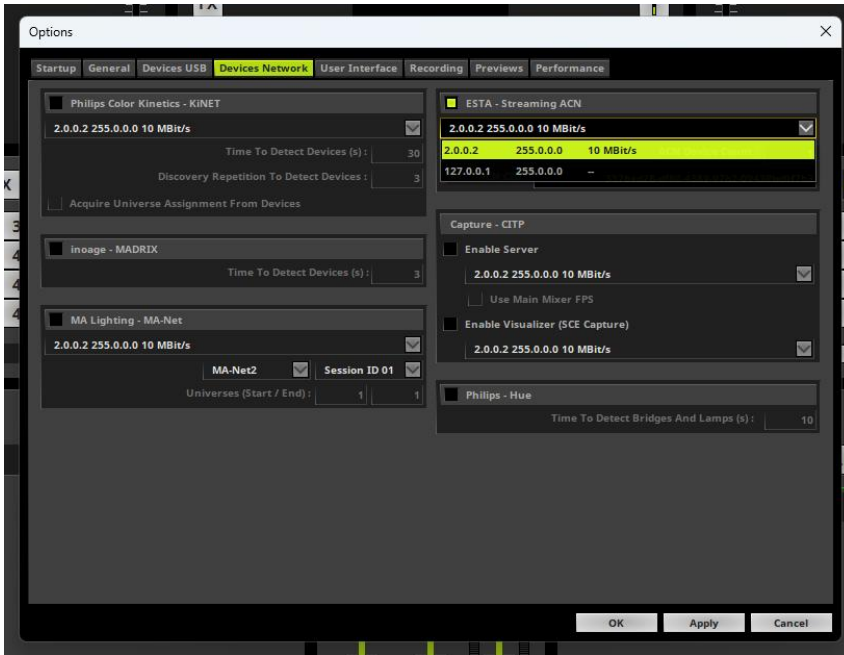 TX
Options
Startup General Devices USB Devices Network User Interface Recording Previews Performance
Philips Color Kinetics - KiNET
2.0.0.2 255.0.0.0 10 MBit/s
Time To Detect Devices (s) : 30
Discovery Repetition To Detect Devices : 3
Acquire Universe Assignment From Devices
inoage - MADRIX
Time To Detect Devices (s) : 3
MA Lighting - MA-Net
2.0.0.2 255.0.0.0 10 MBit/s
MA-Net2 Session ID 01
Universes (Start / End) : 1 1
ESTA - Streaming ACN
2.0.0.2 255.0.0.0 10 MBit/s
2.0.0.2 255.0.0.0 10 MBit/s
127.0.0.1 255.0.0.0 --
Capture - CITP
Enable Server
2.0.0.2 255.0.0.0 10 MBit/s
Use Main Mixer FPS
Enable Visualizer (SCE Capture)
2.0.0.2 255.0.0.0 10 MBit/s
Philips - Hue
Time To Detect Bridges And Lamps (s) : 10
OK Apply Cancel
X
3
4
4
4